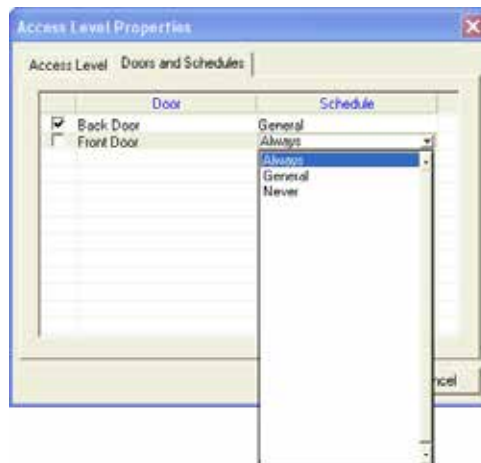 Access Level Properties
Access Level Doors and Schedules
Door Schedule
Back Door General
Front Door Always
Always
General
Never
ncel